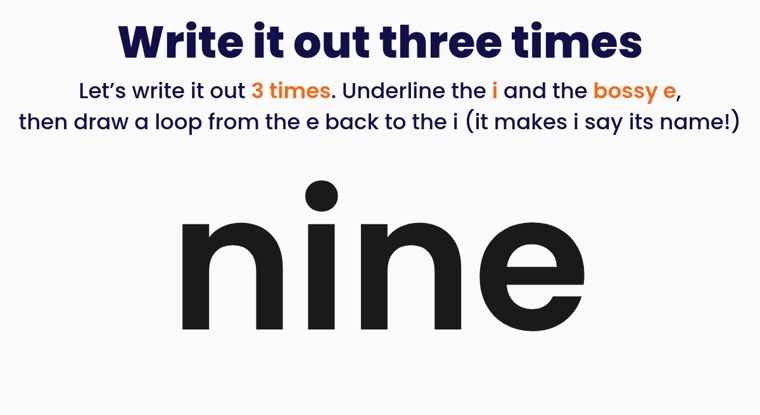 Write it out three times
Let’s write it out 3 times. Underline the i and the bossy e,
then draw a loop from the e back to the i (it makes i say its name!)
nine